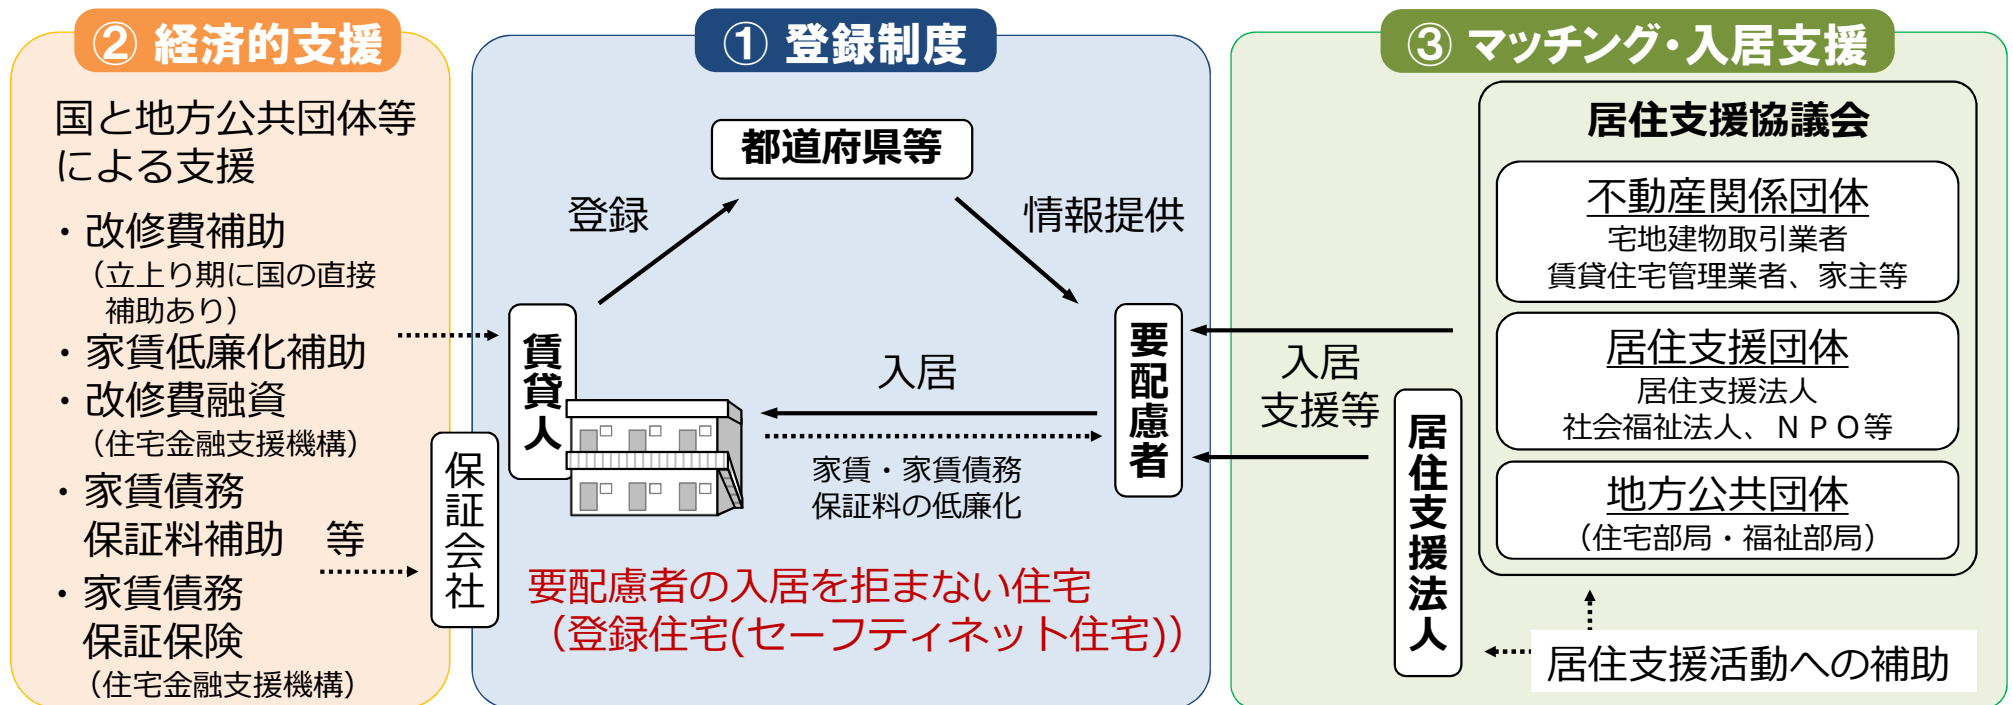 ② 経済的支援
国と地方公共団体等
による支援
・改修費補助
（立上り期に国の直接
補助あり）
・家賃低廉化補助
・改修費融資
（住宅金融支援機構）
・家賃債務
保証料補助　等
・家賃債務
保証保険
（住宅金融支援機構）
保証会社
① 登録制度
都道府県等
登録
情報提供
賃貸人
入居
要配慮者
家賃・家賃債務
保証料の低廉化
要配慮者の入居を拒まない住宅
（登録住宅(セーフティネット住宅)）
③ マッチング・入居支援
入居
支援等
居住支援法人
居住支援協議会
不動産関係団体
宅地建物取引業者
賃貸住宅管理業者、家主等
居住支援団体
居住支援法人
社会福祉法人、ＮＰＯ等
地方公共団体
（住宅部局・福祉部局）
居住支援活動への補助